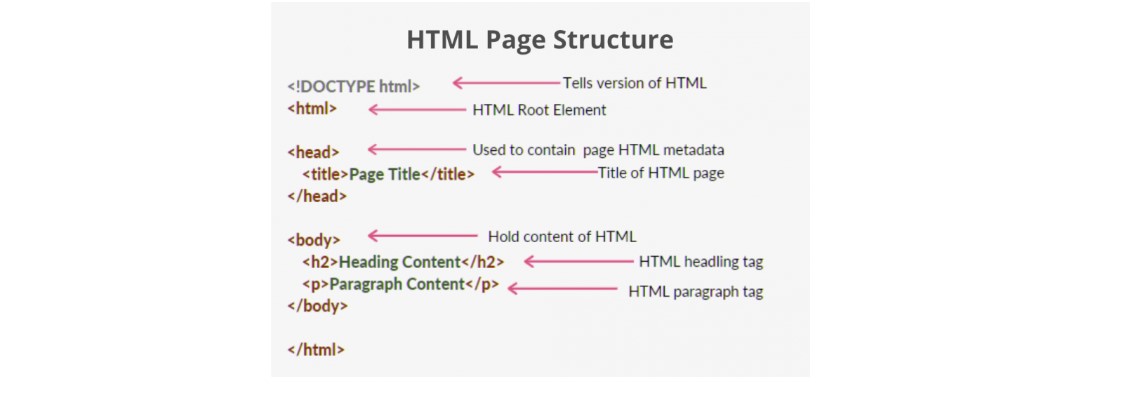 HTML Page Structure
<!DOCTYPE html> Tells version of HTML
<html> HTML Root Element
<head> Used to contain page HTML metadata
<title>Page Title</title> Title of HTML page
</head>
<body> Hold content of HTML
<h2>Heading Content</h2> HTML headling tag
<p>Paragraph Content</p> HTML paragraph tag
</body>
</html>